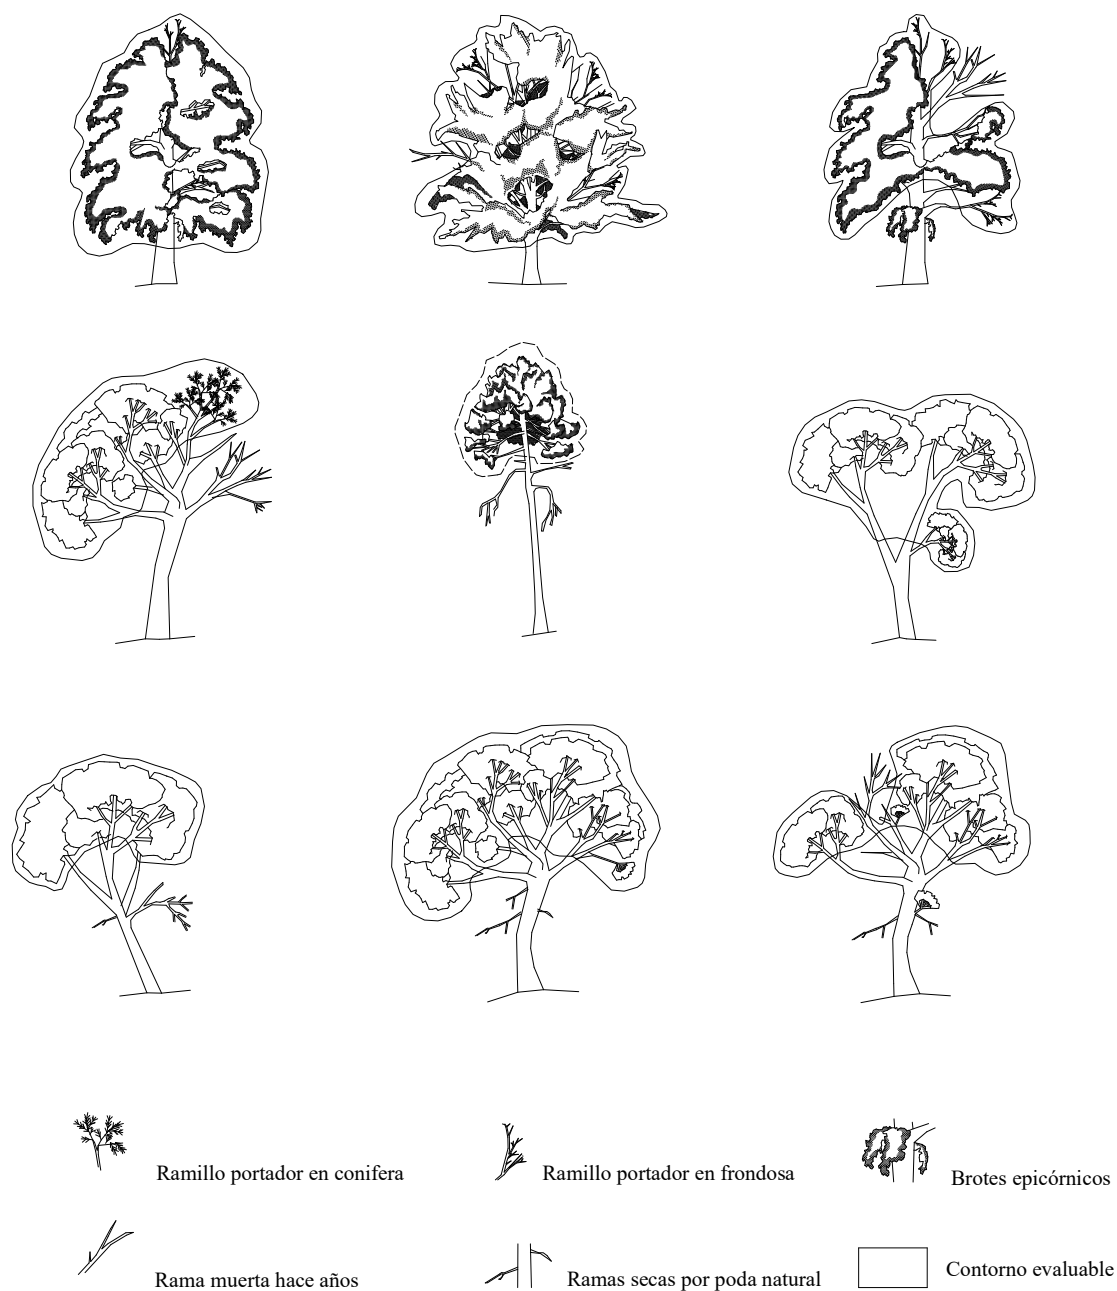 Ramillo portador en conifera
Ramillo portador en frondosa
Brotes epicórnicos
Rama muerta hace años
Ramas secas por poda natural
Contorno evaluable